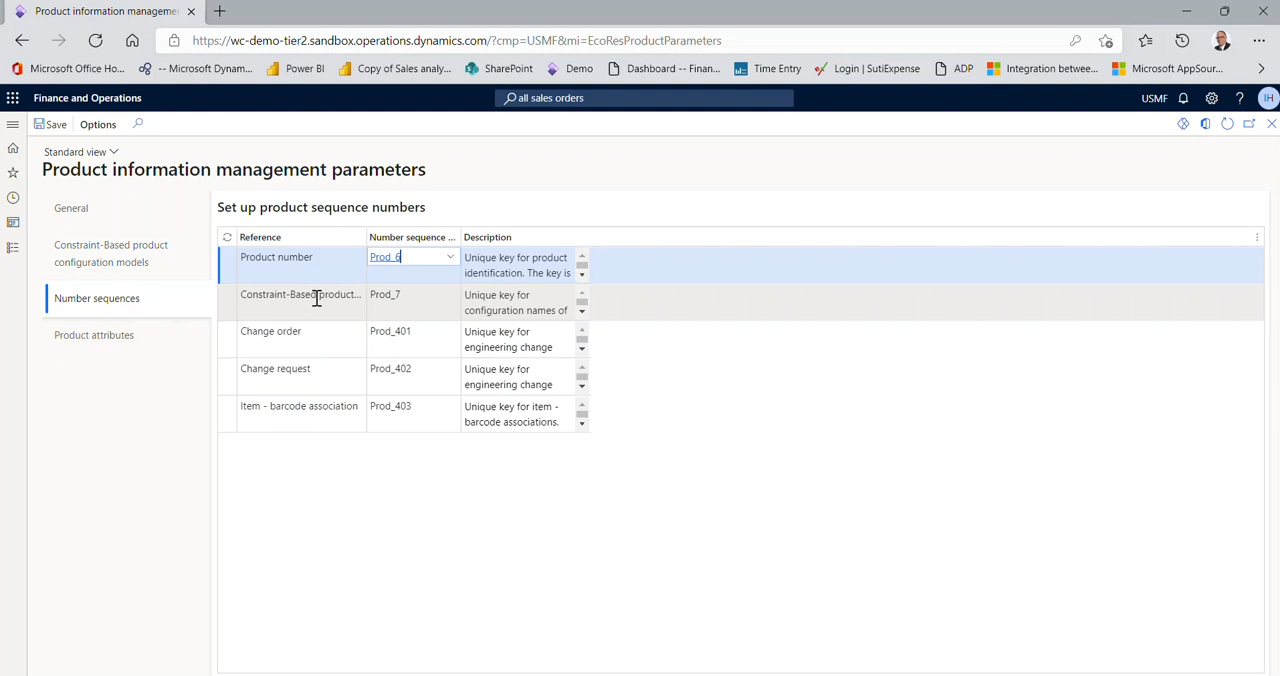 Product information manageme
https://wc-demo-tier2.sandbox.operations.dynamics.com/?cmp=USMF&mi=EcoResProductParameters
Microsoft Office Ho...
-- Microsoft Dynam...
Power BI
Copy of Sales analy...
SharePoint
Demo
Dashboard -- Finan...
Time Entry
Login | SutiExpense
ADP
Integration betwee...
Microsoft AppSour...
Finance and Operations
all sales orders
USMF
?
IH
Save
Options
Standard view
Product information management parameters
General
Constraint-Based product
configuration models
Number sequences
Product attributes
Set up product sequence numbers
Reference
Number sequence ...
Description
Product number
Prod_6
Unique key for product
identification. The key is
Constraint-Based product...
Prod_7
Unique key for
configuration names of
Change order
Prod_401
Unique key for
engineering change
Change request
Prod_402
Unique key for
engineering change
Item - barcode association
Prod_403
Unique key for item -
barcode associations.